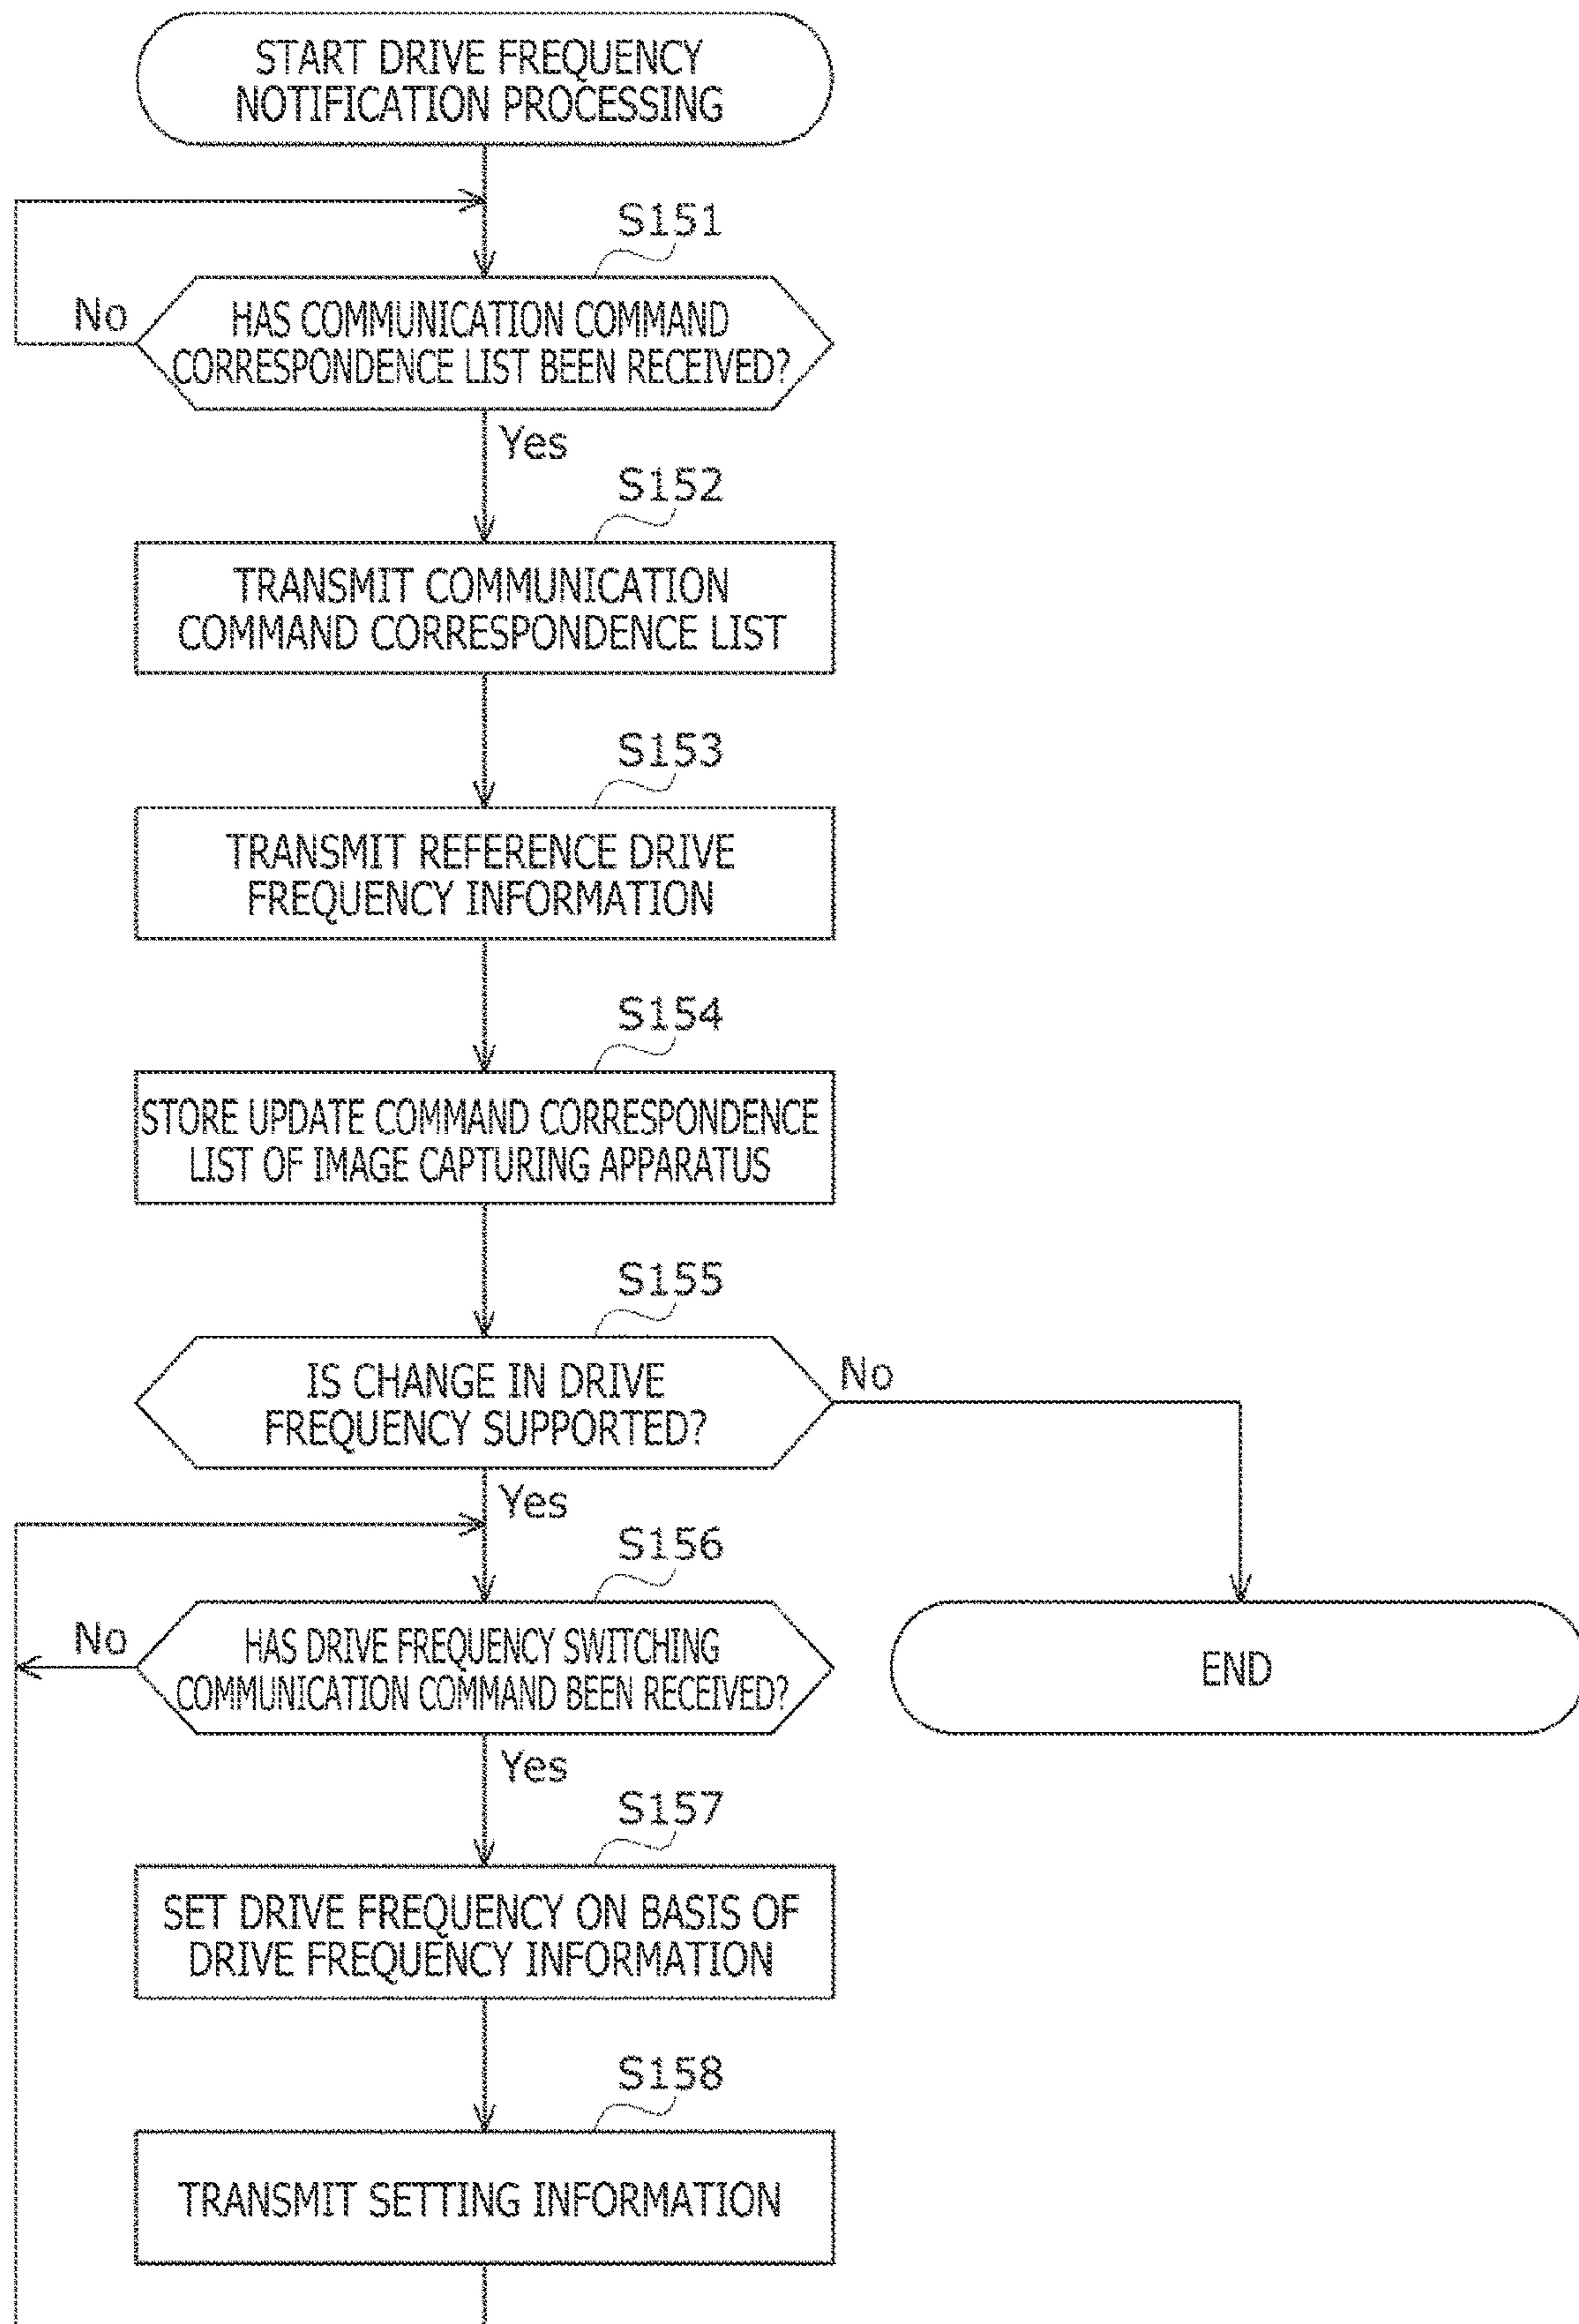 START DRIVE FREQUENCY
NOTIFICATION PROCESSING
S151
No
HAS COMMUNICATION COMMAND
CORRESPONDENCE LIST BEEN RECEIVED?
Yes
S152
TRANSMIT COMMUNICATION
COMMAND CORRESPONDENCE LIST
S153
TRANSMIT REFERENCE DRIVE
FREQUENCY INFORMATION
S154
STORE UPDATE COMMAND CORRESPONDENCE
LIST OF IMAGE CAPTURING APPARATUS
S155
IS CHANGE IN DRIVE
FREQUENCY SUPPORTED?
No
Yes
S156
No
HAS DRIVE FREQUENCY SWITCHING
COMMUNICATION COMMAND BEEN RECEIVED?
END
Yes
S157
SET DRIVE FREQUENCY ON BASIS OF
DRIVE FREQUENCY INFORMATION
S158
TRANSMIT SETTING INFORMATION